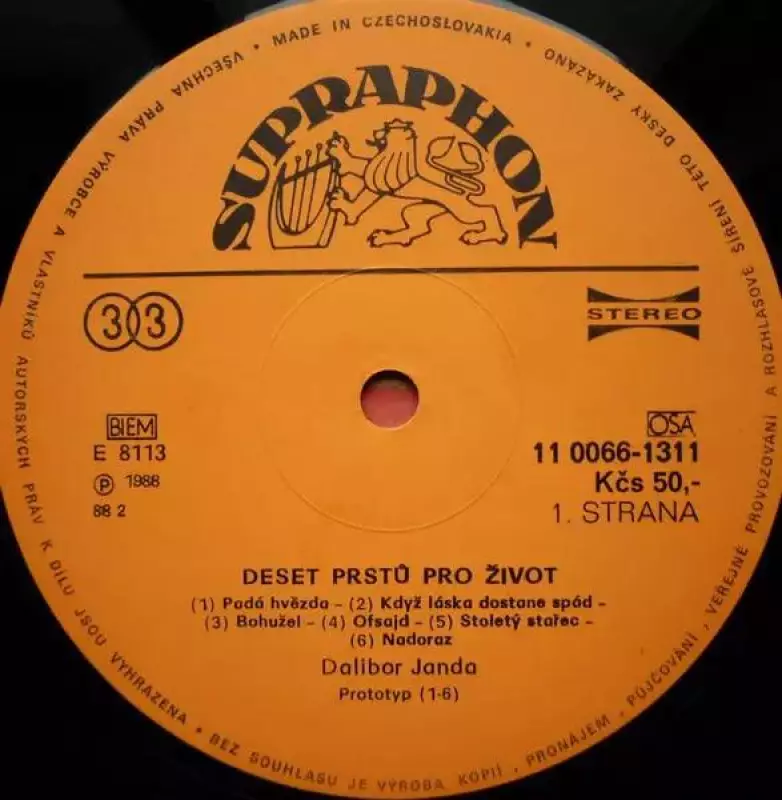 VŠECHNA PRÁVA VÝROBCE A VLASTNÍKŮ AUTORSKÝCH PRÁV K DÍLU JSOU VYHRAZENA • BEZ SOUHLASU JE VÝROBA KOPIÍ, PRONÁJEM, PŮJČOVÁNÍ, VEŘEJNÉ PROVOZOVÁNÍ A ROZHLASOVÉ ŠÍŘENÍ TÉTO DESKY ZAKÁZÁNO • MADE IN CZECHOSLOVAKIA •
SUPRAPHON
33
STEREO
BIEM
OSA
E 8113
11 0066-1311
Ⓟ 1988
Kčs 50,-
88 2
1. STRANA
DESET PRSTŮ PRO ŽIVOT
(1) Padá hvězda – (2) Když láska dostane spád –
(3) Bohužel – (4) Ofsajd – (5) Stoletý stařec –
(6) Nadoraz
Dalibor Janda
Prototyp (1-6)